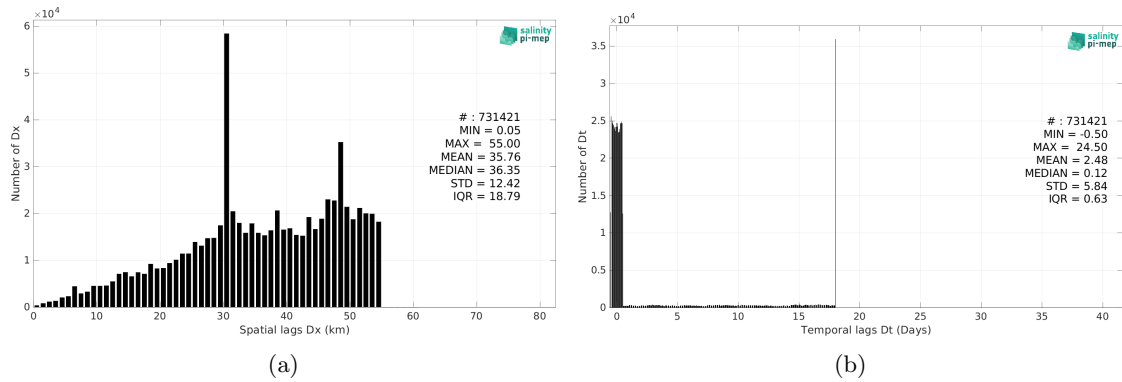 ×10⁴
6
5
4
3
2
1
0
Number of Dx
0 10 20 30 40 50 60 70 80
Spatial lags Dx (km)
salinity
pi-mep
# : 731421
MIN = 0.05
MAX = 55.00
MEAN = 35.76
MEDIAN = 36.35
STD = 12.42
IQR = 18.79
(a)
×10⁴
3.5
3
2.5
2
1.5
1
0.5
0
Number of Dt
0 5 10 15 20 25 30 35 40
Temporal lags Dt (Days)
salinity
pi-mep
# : 731421
MIN = -0.50
MAX = 24.50
MEAN = 2.48
MEDIAN = 0.12
STD = 5.84
IQR = 0.63
(b)